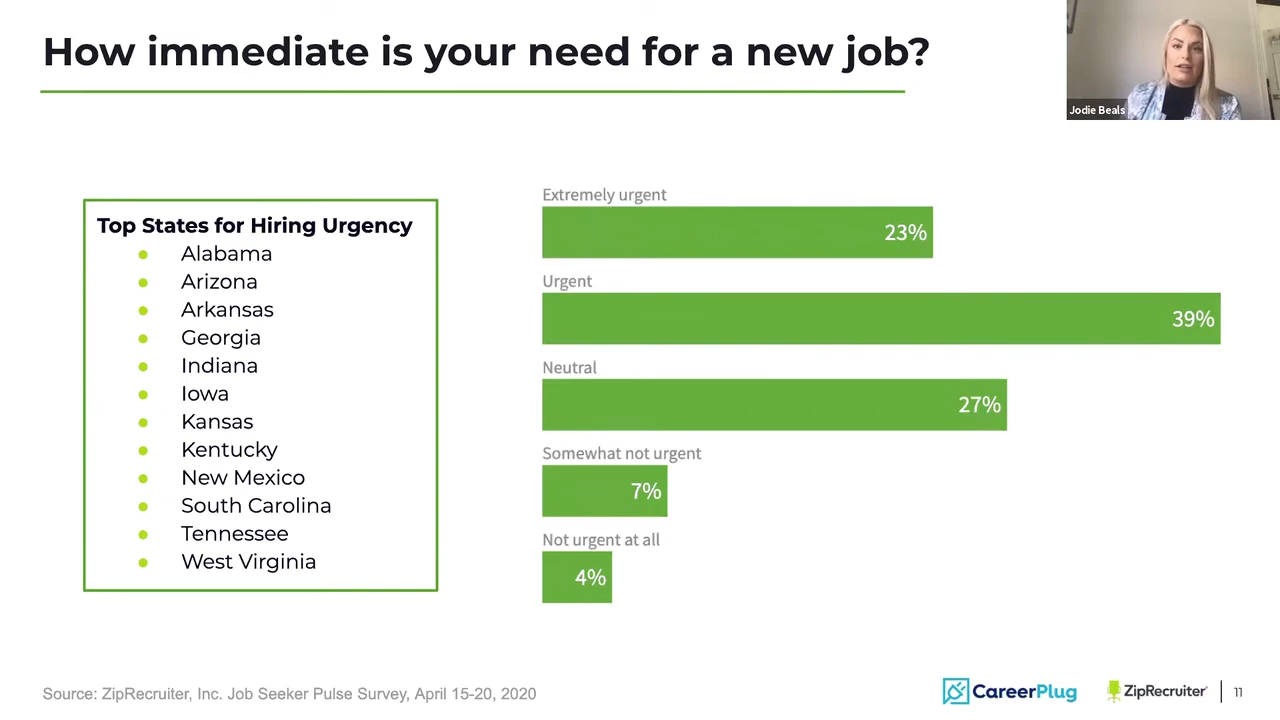 How immediate is your need for a new job?
Jodie Beals
Top States for Hiring Urgency
Alabama
Arizona
Arkansas
Georgia
Indiana
Iowa
Kansas
Kentucky
New Mexico
South Carolina
Tennessee
West Virginia
Extremely urgent
23%
Urgent
39%
Neutral
27%
Somewhat not urgent
7%
Not urgent at all
4%
Source: ZipRecruiter, Inc. Job Seeker Pulse Survey, April 15-20, 2020
CareerPlug
ZipRecruiter
11